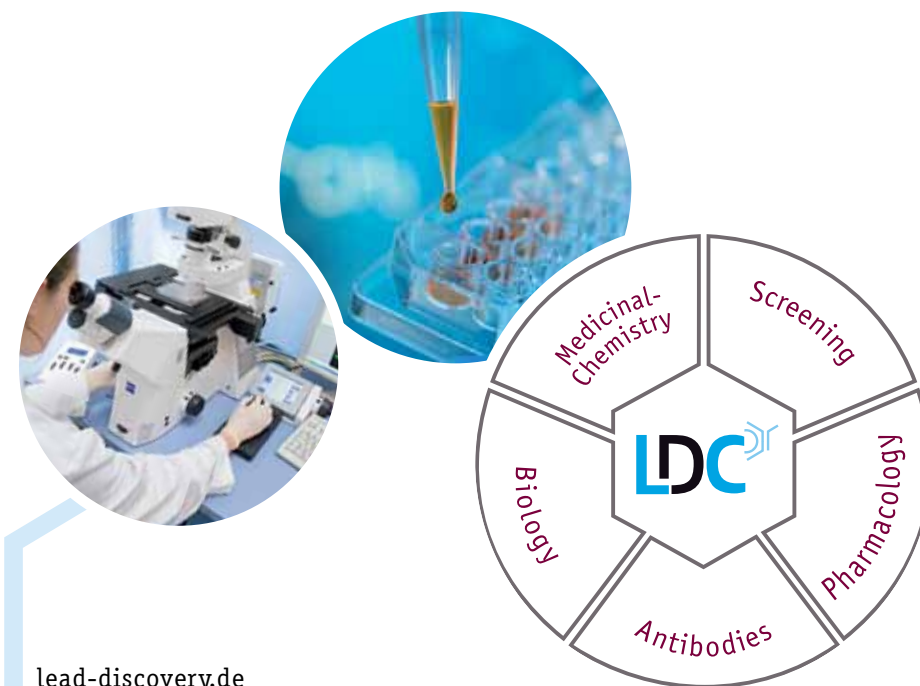 Medicinal-
Chemistry
Screening
Biology
LDC
Pharmacology
Antibodies
lead-discovery.de